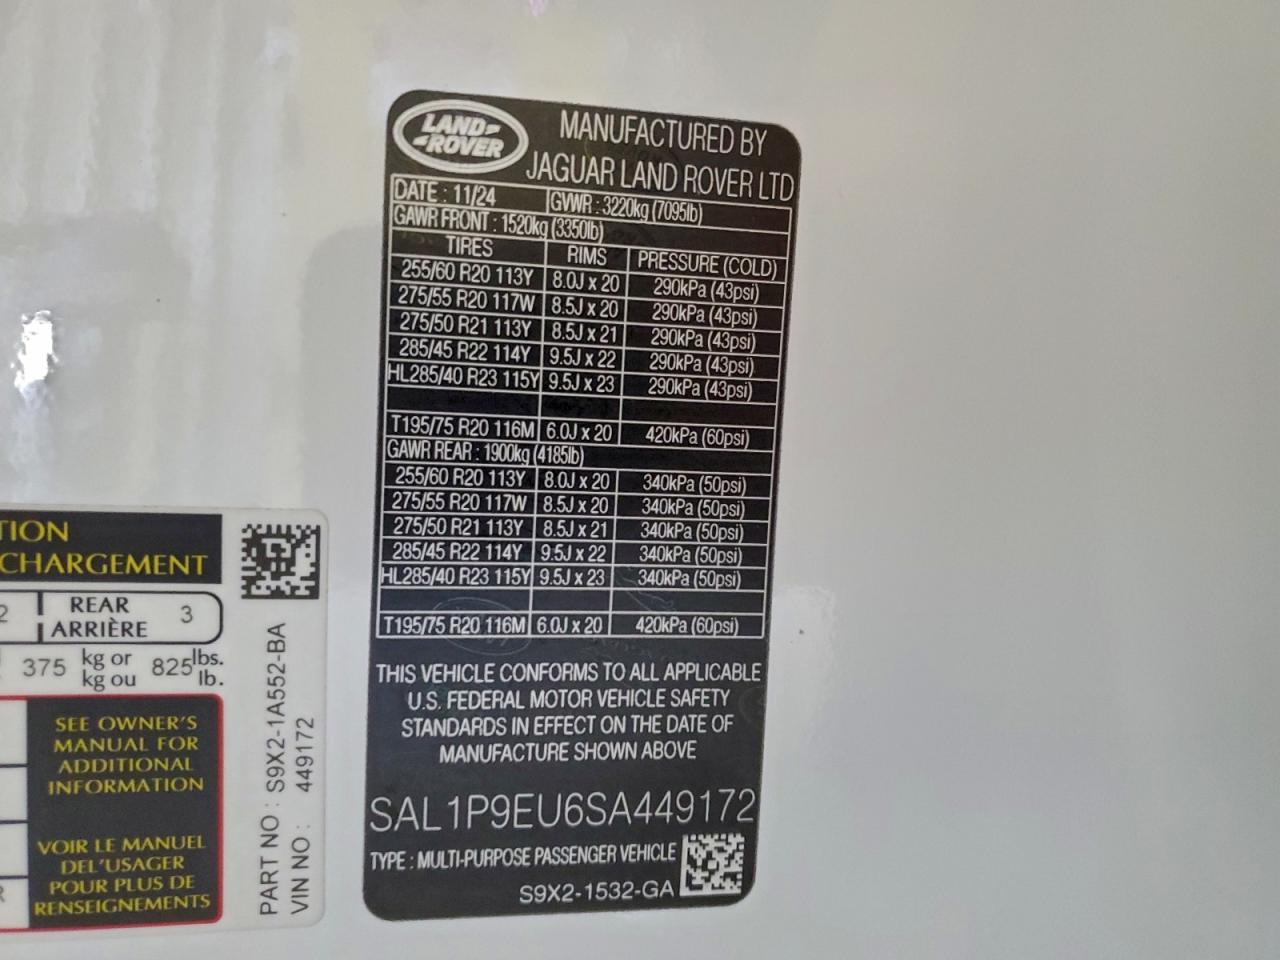 LAND-
-ROVER
MANUFACTURED BY
JAGUAR LAND ROVER LTD
DATE : 11/24 GVWR : 3220kg (7095lb)
GAWR FRONT : 1520kg (3350lb)
TIRES RIMS PRESSURE (COLD)
255/60 R20 113Y 8.0J x 20 290kPa (43psi)
275/55 R20 117W 8.5J x 20 290kPa (43psi)
275/50 R21 113Y 8.5J x 21 290kPa (43psi)
285/45 R22 114Y 9.5J x 22 290kPa (43psi)
HL285/40 R23 115Y 9.5J x 23 290kPa (43psi)
T195/75 R20 116M 6.0J x 20 420kPa (60psi)
GAWR REAR : 1900kg (4185lb)
255/60 R20 113Y 8.0J x 20 340kPa (50psi)
275/55 R20 117W 8.5J x 20 340kPa (50psi)
275/50 R21 113Y 8.5J x 21 340kPa (50psi)
285/45 R22 114Y 9.5J x 22 340kPa (50psi)
HL285/40 R23 115Y 9.5J x 23 340kPa (50psi)
T195/75 R20 116M 6.0J x 20 420kPa (60psi)
THIS VEHICLE CONFORMS TO ALL APPLICABLE
U.S. FEDERAL MOTOR VEHICLE SAFETY
STANDARDS IN EFFECT ON THE DATE OF
MANUFACTURE SHOWN ABOVE
SAL1P9EU6SA449172
TYPE : MULTI-PURPOSE PASSENGER VEHICLE
S9X2-1532-GA
TION
CHARGEMENT
2 REAR 3
ARRIÈRE
375 kg or 825 lbs.
kg ou lb.
SEE OWNER'S
MANUAL FOR
ADDITIONAL
INFORMATION
VOIR LE MANUEL
DEL'USAGER
POUR PLUS DE
RENSEIGNEMENTS
R
PART NO : S9X2-1A552-BA
VIN NO : 449172